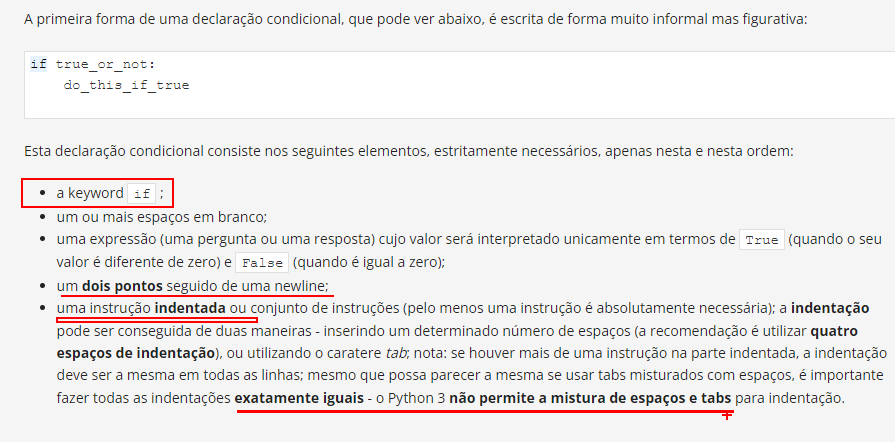 A primeira forma de uma declaração condicional, que pode ver abaixo, é escrita de forma muito informal mas figurativa:
if true_or_not:
    do_this_if_true
Esta declaração condicional consiste nos seguintes elementos, estritamente necessários, apenas nesta e nesta ordem:
• a keyword if ;
• um ou mais espaços em branco;
• uma expressão (uma pergunta ou uma resposta) cujo valor será interpretado unicamente em termos de True (quando o seu
valor é diferente de zero) e False (quando é igual a zero);
• um dois pontos seguido de uma newline;
• uma instrução indentada ou conjunto de instruções (pelo menos uma instrução é absolutamente necessária); a indentação
pode ser conseguida de duas maneiras - inserindo um determinado número de espaços (a recomendação é utilizar quatro
espaços de indentação), ou utilizando o caratere tab; nota: se houver mais de uma instrução na parte indentada, a indentação
deve ser a mesma em todas as linhas; mesmo que possa parecer a mesma se usar tabs misturados com espaços, é importante
fazer todas as indentações exatamente iguais - o Python 3 não permite a mistura de espaços e tabs para indentação.